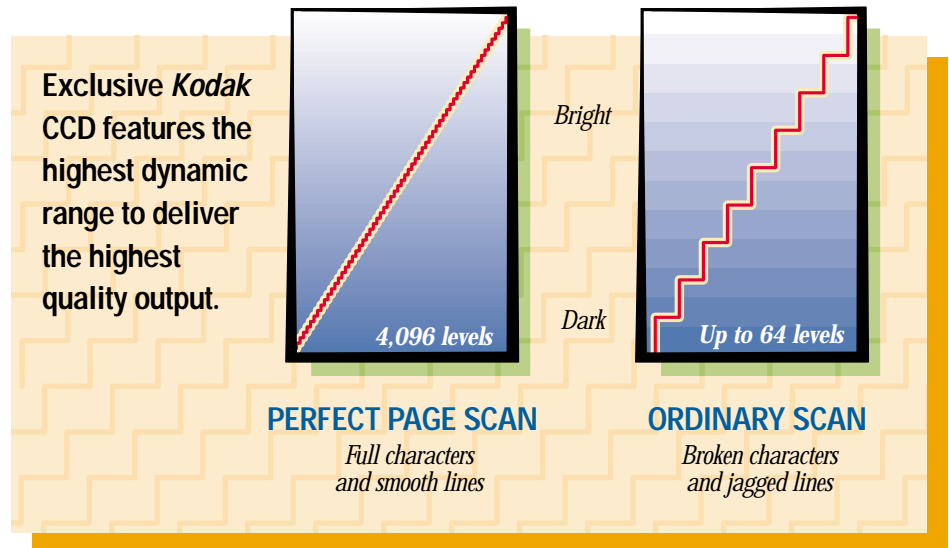 Exclusive Kodak
CCD features the
highest dynamic
range to deliver
the highest
quality output.
Bright
Dark
4,096 levels
Up to 64 levels
PERFECT PAGE SCAN
Full characters
and smooth lines
ORDINARY SCAN
Broken characters
and jagged lines